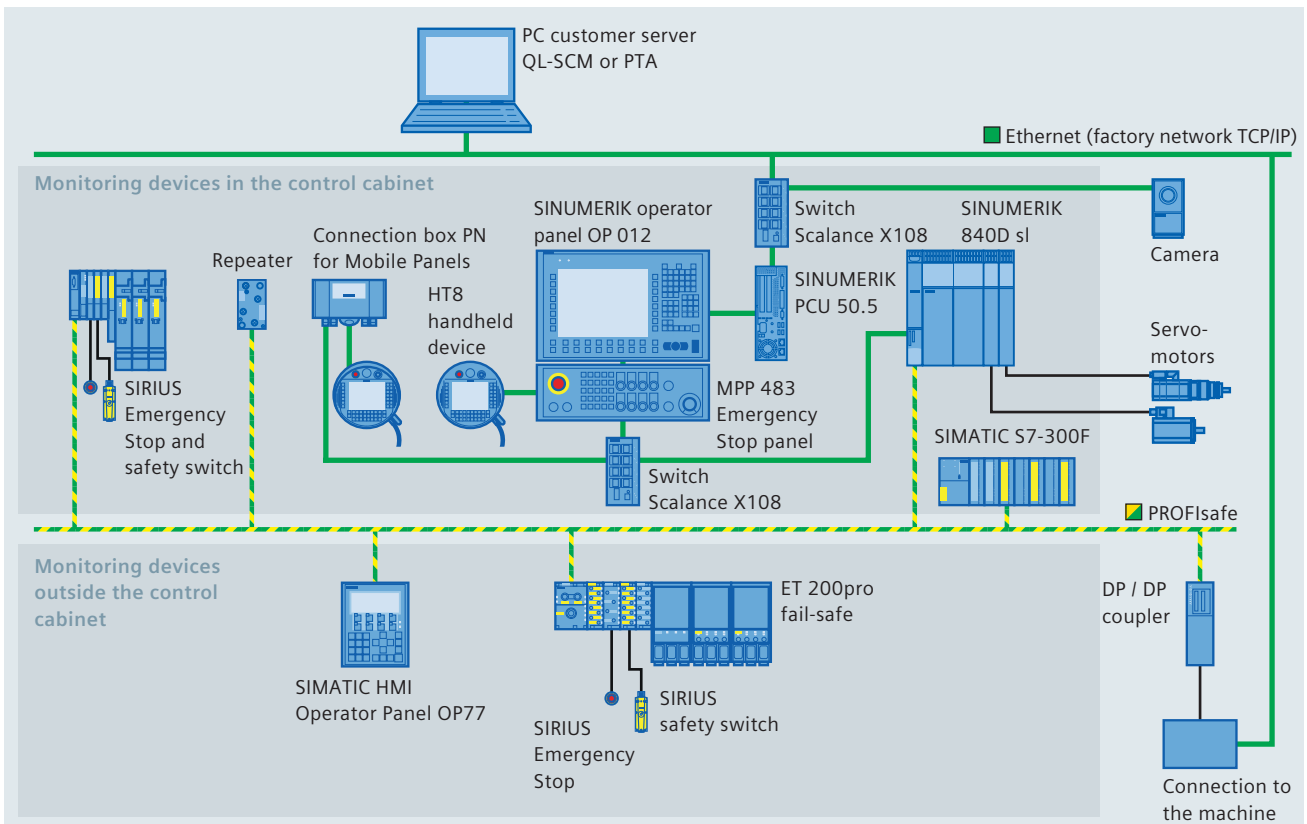 PC customer server
QL-SCM or PTA
Ethernet (factory network TCP/IP)
Monitoring devices in the control cabinet
SIRIUS
Emergency
Stop and
safety switch
Repeater
Connection box PN
for Mobile Panels
HT8
handheld
device
SINUMERIK operator
panel OP 012
MPP 483
Emergency
Stop panel
Switch
Scalance X108
SINUMERIK
PCU 50.5
Switch
Scalance X108
SINUMERIK
840D sl
Camera
Servo-
motors
SIMATIC S7-300F
PROFIsafe
Monitoring devices
outside the control
cabinet
SIMATIC HMI
Operator Panel OP77
ET 200pro
fail-safe
SIRIUS
Emergency
Stop
SIRIUS
safety switch
DP / DP
coupler
Connection to
the machine